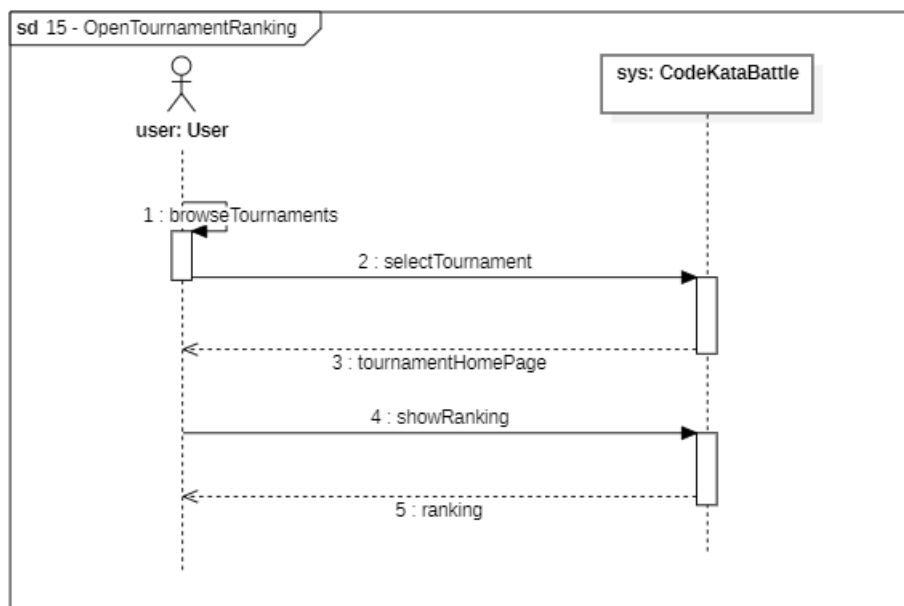 sd 15 - OpenTournamentRanking
user: User
sys: CodeKataBattle
1 : browseTournaments
2 : selectTournament
3 : tournamentHomePage
4 : showRanking
5 : ranking